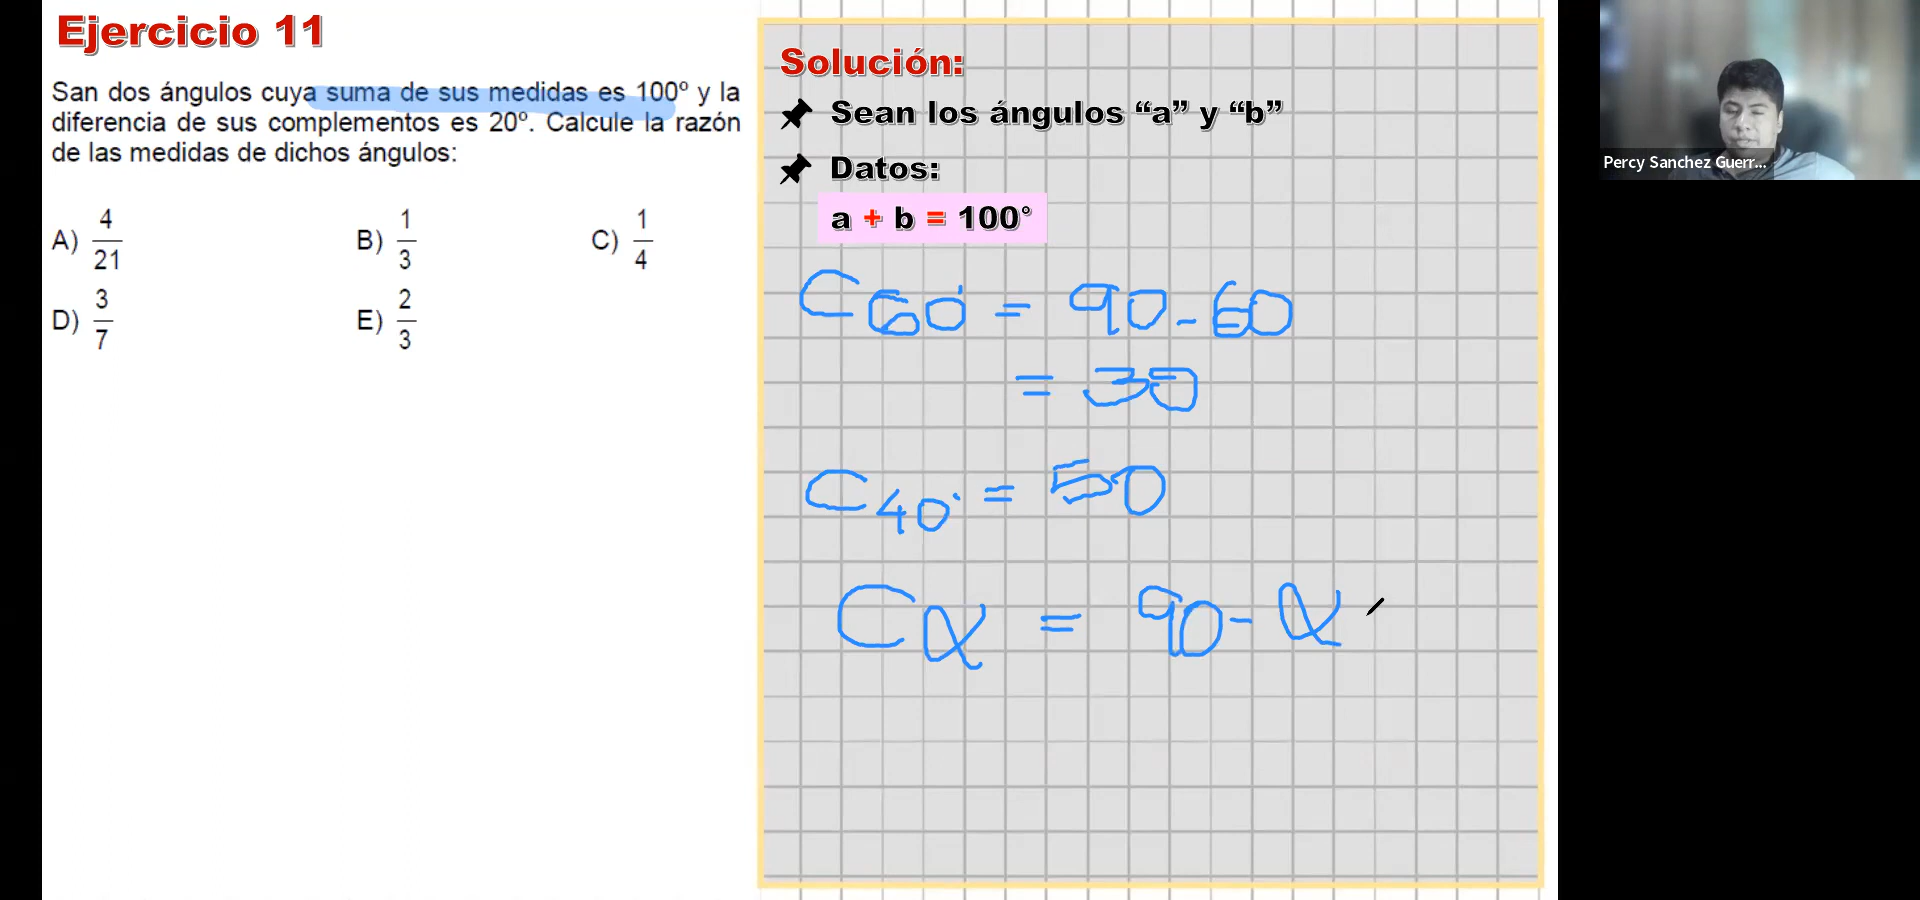 Ejercicio 11
San dos ángulos cuya suma de sus medidas es 100º y la
diferencia de sus complementos es 20º. Calcule la razón
de las medidas de dichos ángulos:
A) 4/21 B) 1/3 C) 1/4
D) 3/7 E) 2/3
Solución:
Sean los ángulos “a” y “b”
Datos:
a + b = 100°
C60° = 90 - 60
= 30
C40° = 50
Cα = 90 - α
Percy Sanchez Guerr...